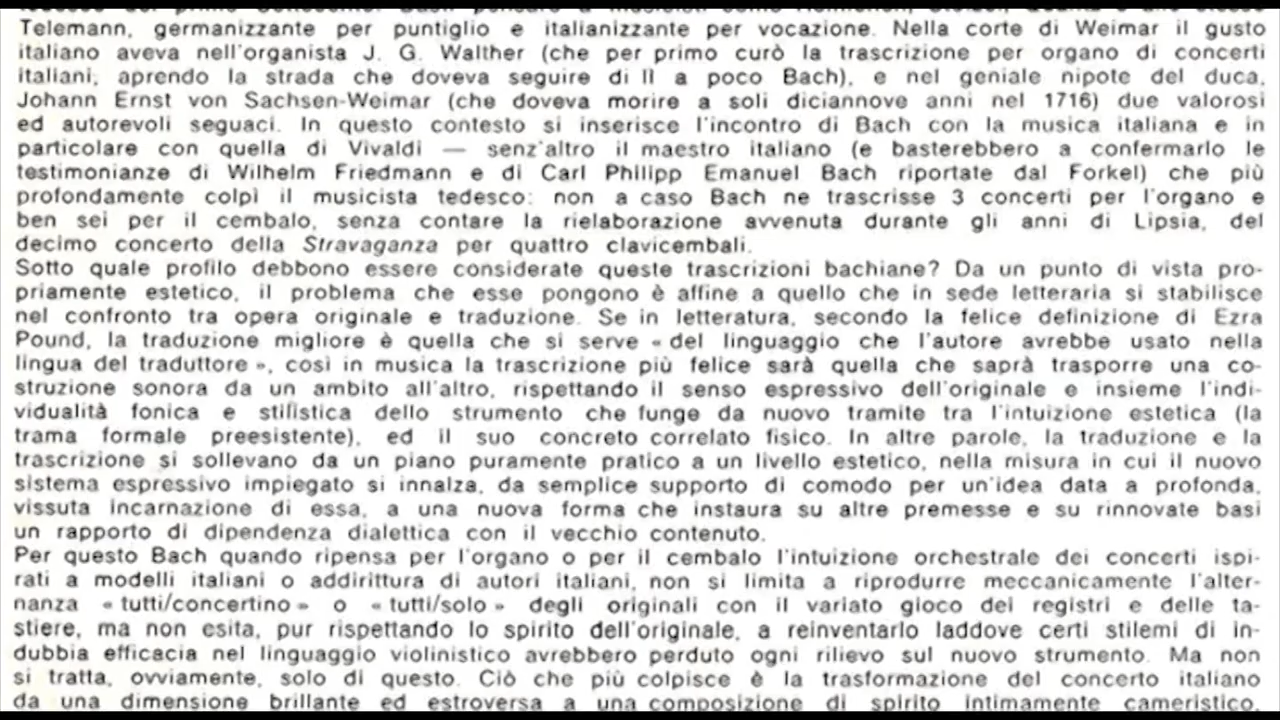 Telemann, germanizzante per puntiglio e italianizzante per vocazione. Nella corte di Weimar il gusto
italiano aveva nell'organista J. G. Walther (che per primo curò la trascrizione per organo di concerti
italiani, aprendo la strada che doveva seguire di lì a poco Bach), e nel geniale nipote del duca,
Johann Ernst von Sachsen-Weimar (che doveva morire a soli diciannove anni nel 1716) due valorosi
ed autorevoli seguaci. In questo contesto si inserisce l'incontro di Bach con la musica italiana e in
particolare con quella di Vivaldi — senz'altro il maestro italiano (e basterebbero a confermarlo le
testimonianze di Wilhelm Friedmann e di Carl Philipp Emanuel Bach riportate dal Forkel) che più
profondamente colpì il musicista tedesco: non a caso Bach ne trascrisse 3 concerti per l'organo e
ben sei per il cembalo, senza contare la rielaborazione avvenuta durante gli anni di Lipsia, del
decimo concerto della Stravaganza per quattro clavicembali.
Sotto quale profilo debbono essere considerate queste trascrizioni bachiane? Da un punto di vista pro-
priamente estetico, il problema che esse pongono è affine a quello che in sede letteraria si stabilisce
nel confronto tra opera originale e traduzione. Se in letteratura, secondo la felice definizione di Ezra
Pound, la traduzione migliore è quella che si serve « del linguaggio che l'autore avrebbe usato nella
lingua del traduttore », così in musica la trascrizione più felice sarà quella che saprà trasporre una co-
struzione sonora da un ambito all'altro, rispettando il senso espressivo dell'originale e insieme l'indi-
vidualità fonica e stilistica dello strumento che funge da nuovo tramite tra l'intuizione estetica (la
trama formale preesistente), ed il suo concreto correlato fisico. In altre parole, la traduzione e la
trascrizione si sollevano da un piano puramente pratico a un livello estetico, nella misura in cui il nuovo
sistema espressivo impiegato si innalza, da semplice supporto di comodo per un'idea data a profonda,
vissuta incarnazione di essa, a una nuova forma che instaura su altre premesse e su rinnovate basi
un rapporto di dipendenza dialettica con il vecchio contenuto.
Per questo Bach quando ripensa per l'organo o per il cembalo l'intuizione orchestrale dei concerti ispi-
rati a modelli italiani o addirittura di autori italiani, non si limita a riprodurre meccanicamente l'alter-
nanza « tutti/concertino » o « tutti/solo » degli originali con il variato gioco dei registri e delle ta-
stiere, ma non esita, pur rispettando lo spirito dell'originale, a reinventarlo laddove certi stilemi di in-
dubbia efficacia nel linguaggio violinistico avrebbero perduto ogni rilievo sul nuovo strumento. Ma non
si tratta, ovviamente, solo di questo. Ciò che più colpisce è la trasformazione del concerto italiano
da una dimensione brillante ed estroversa a una composizione di spirito intimamente cameristico,